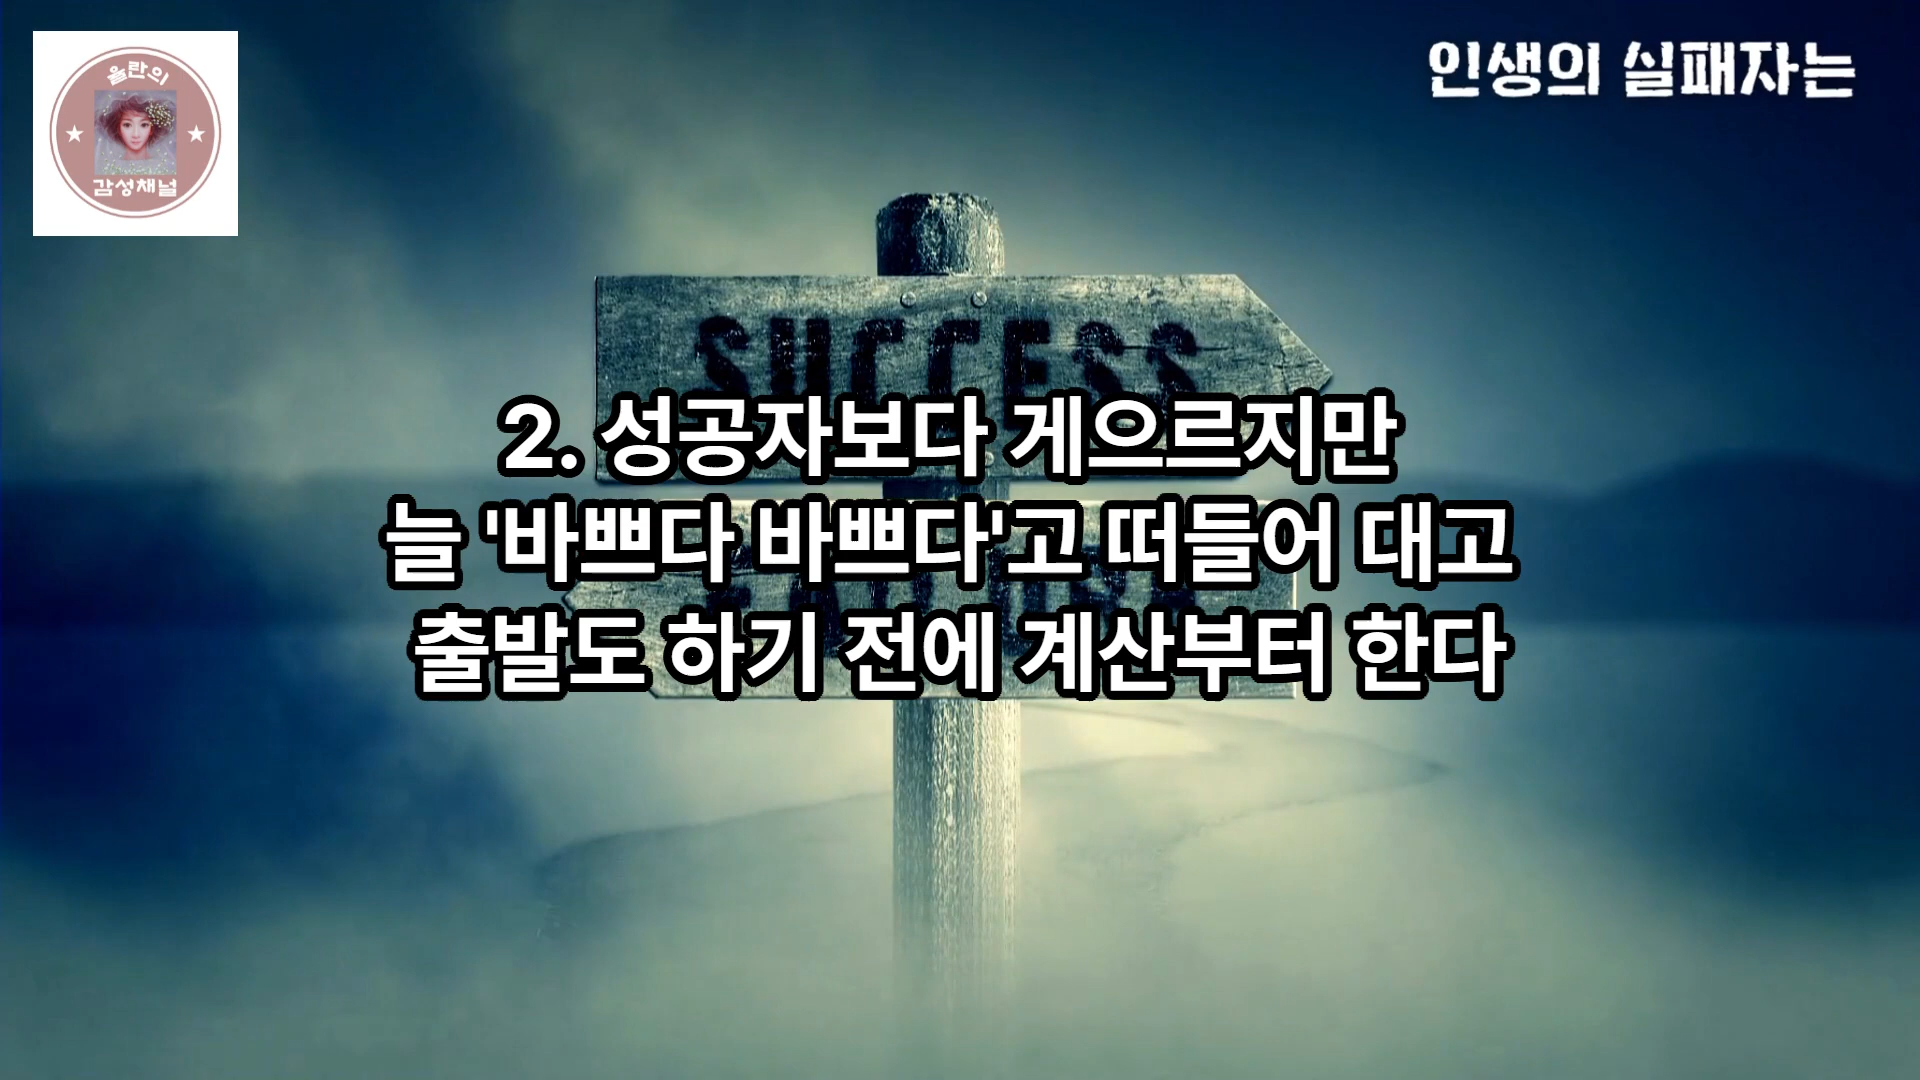 율란의
감성채널
인생의 실패자는
SUCCESS
2. 성공자보다 게으르지만
늘 '바쁘다 바쁘다'고 떠들어 대고
출발도 하기 전에 계산부터 한다